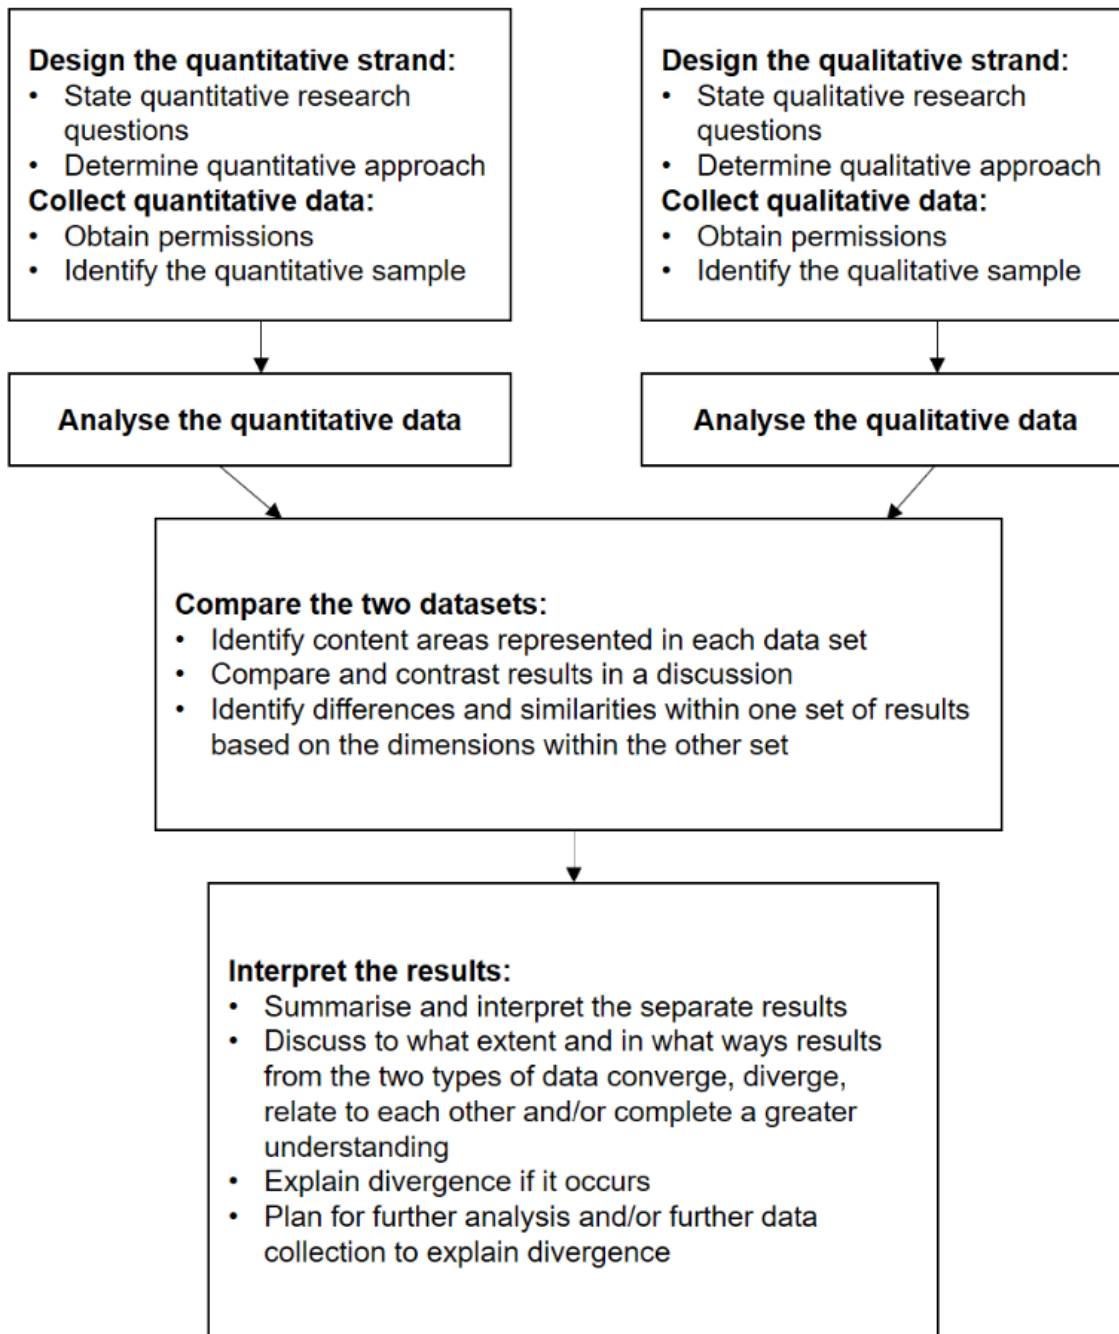 Design the quantitative strand:
• State quantitative research
questions
• Determine quantitative approach
Collect quantitative data:
• Obtain permissions
• Identify the quantitative sample
Design the qualitative strand:
• State qualitative research
questions
• Determine qualitative approach
Collect qualitative data:
• Obtain permissions
• Identify the qualitative sample
Analyse the quantitative data
Analyse the qualitative data
Compare the two datasets:
• Identify content areas represented in each data set
• Compare and contrast results in a discussion
• Identify differences and similarities within one set of results
based on the dimensions within the other set
Interpret the results:
• Summarise and interpret the separate results
• Discuss to what extent and in what ways results
from the two types of data converge, diverge,
relate to each other and/or complete a greater
understanding
• Explain divergence if it occurs
• Plan for further analysis and/or further data
collection to explain divergence